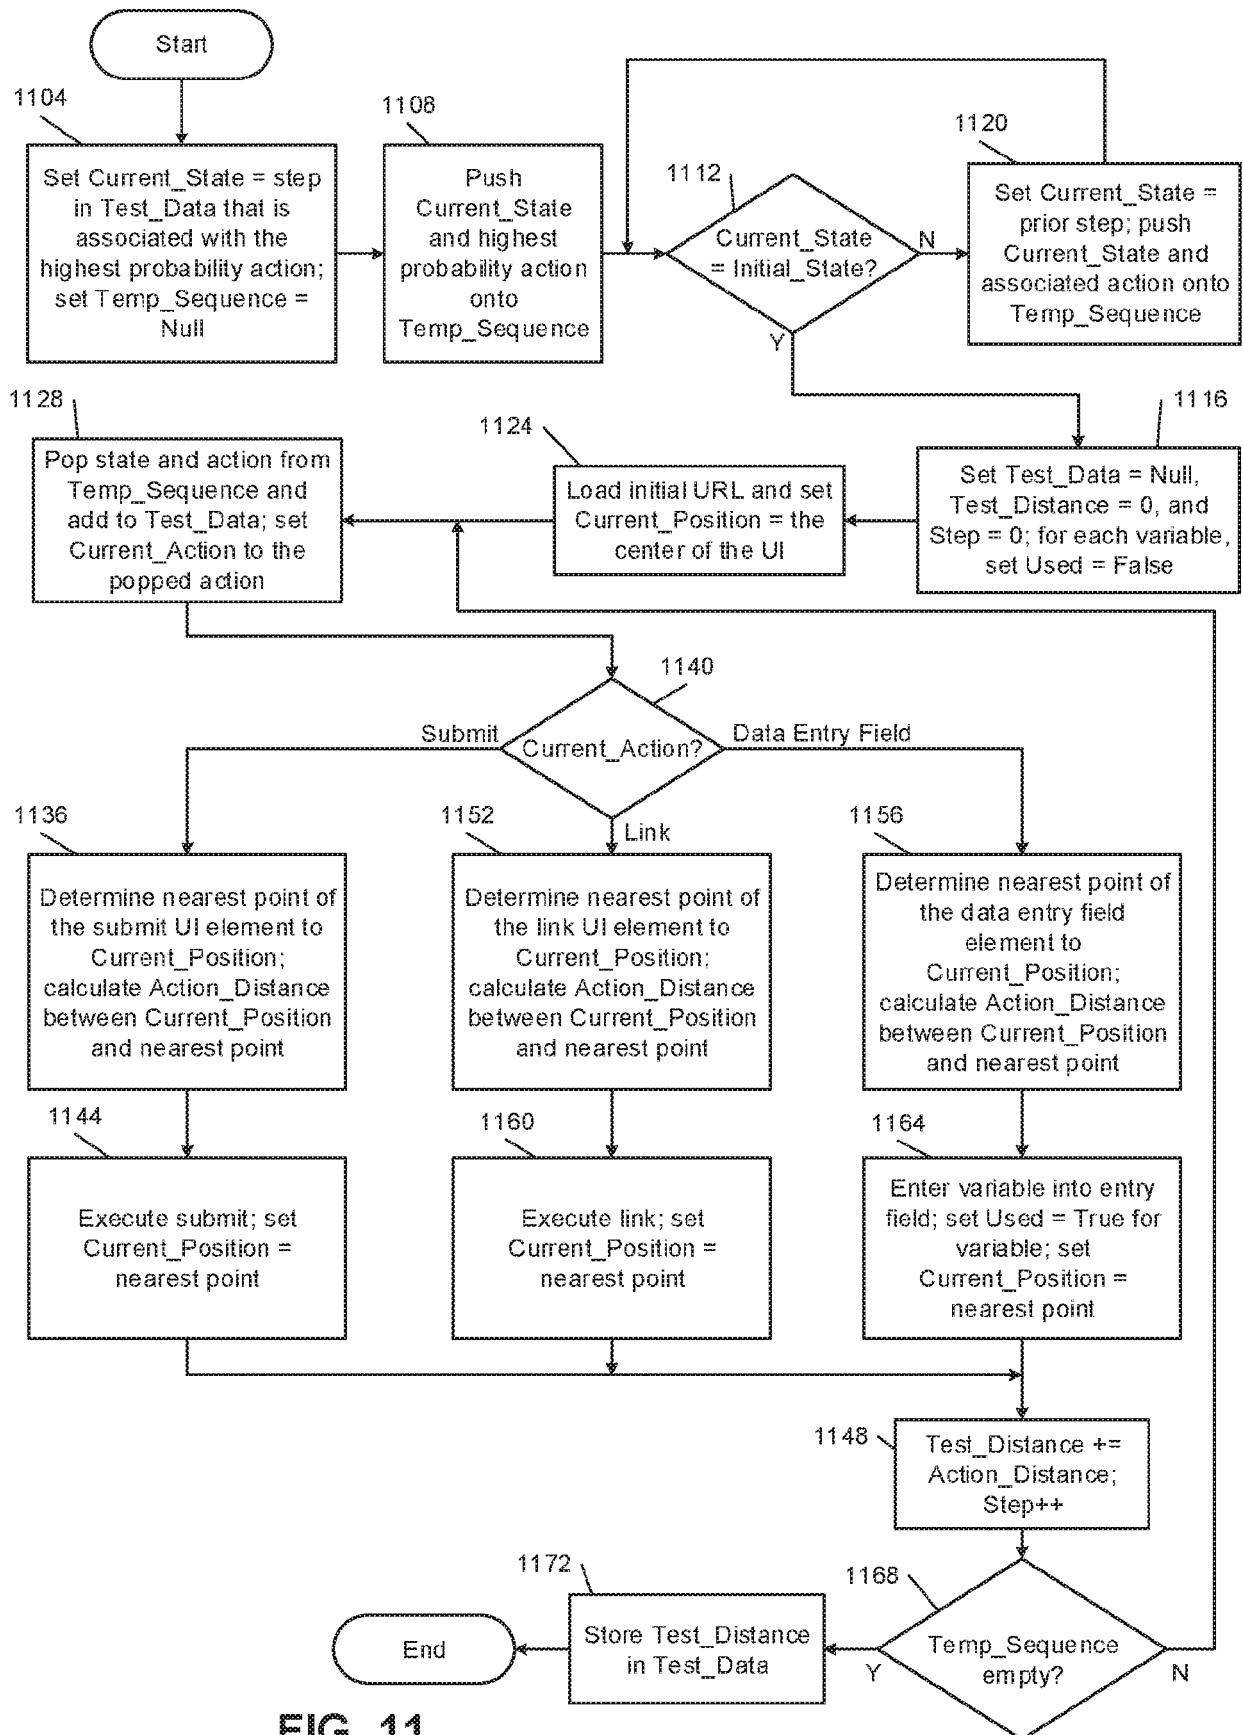 Start
1104
Set Current_State = step
in Test_Data that is
associated with the
highest probability action;
set Temp_Sequence =
Null
1108
Push
Current_State
and highest
probability action
onto
Temp_Sequence
1112
Current_State
= Initial_State?
N
Y
1120
Set Current_State =
prior step; push
Current_State and
associated action onto
Temp_Sequence
1128
Pop state and action from
Temp_Sequence and
add to Test_Data; set
Current_Action to the
popped action
1124
Load initial URL and set
Current_Position = the
center of the UI
1116
Set Test_Data = Null,
Test_Distance = 0, and
Step = 0; for each variable,
set Used = False
1140
Current_Action?
Submit
Data Entry Field
Link
1136
Determine nearest point of
the submit UI element to
Current_Position;
calculate Action_Distance
between Current_Position
and nearest point
1152
Determine nearest point of
the link UI element to
Current_Position;
calculate Action_Distance
between Current_Position
and nearest point
1156
Determine nearest point of
the data entry field
element to
Current_Position;
calculate Action_Distance
between Current_Position
and nearest point
1144
Execute submit; set
Current_Position =
nearest point
1160
Execute link; set
Current_Position =
nearest point
1164
Enter variable into entry
field; set Used = True for
variable; set
Current_Position =
nearest point
1148
Test_Distance +=
Action_Distance;
Step++
1168
Temp_Sequence
empty?
Y
N
1172
Store Test_Distance
in Test_Data
End
FIG. 11